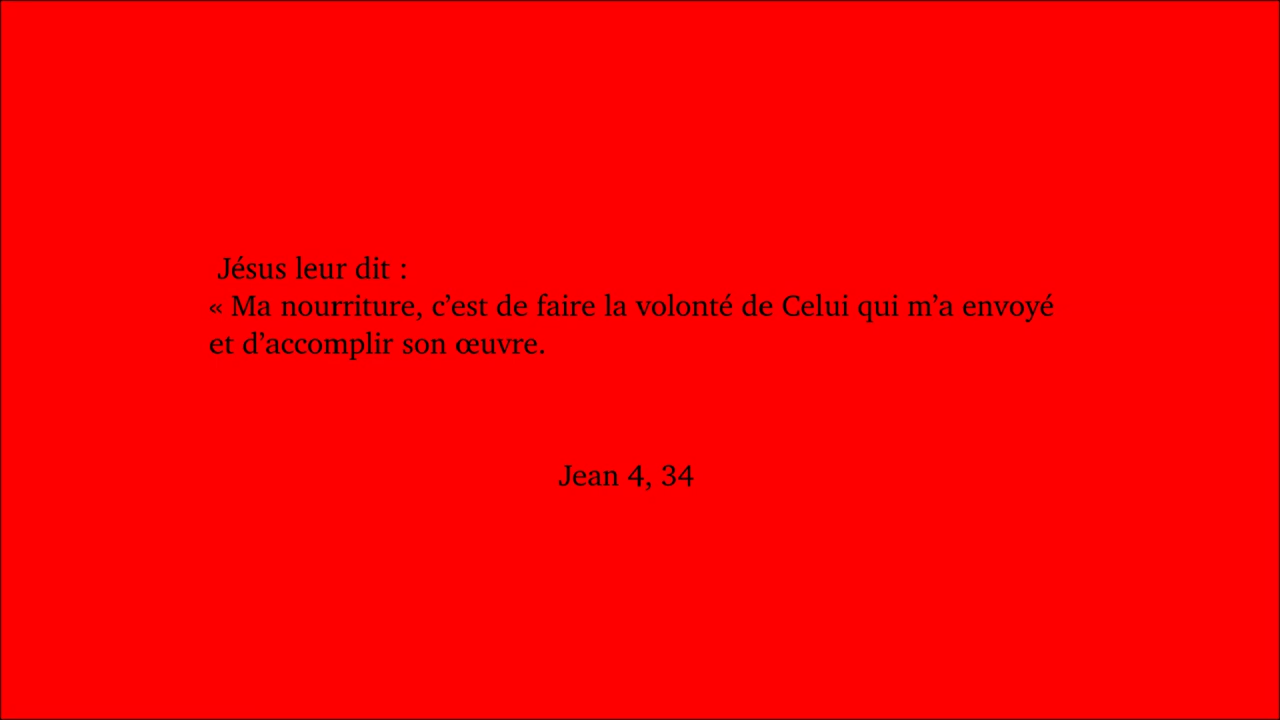 Jésus leur dit :
« Ma nourriture, c’est de faire la volonté de Celui qui m’a envoyé
et d’accomplir son œuvre.
Jean 4, 34